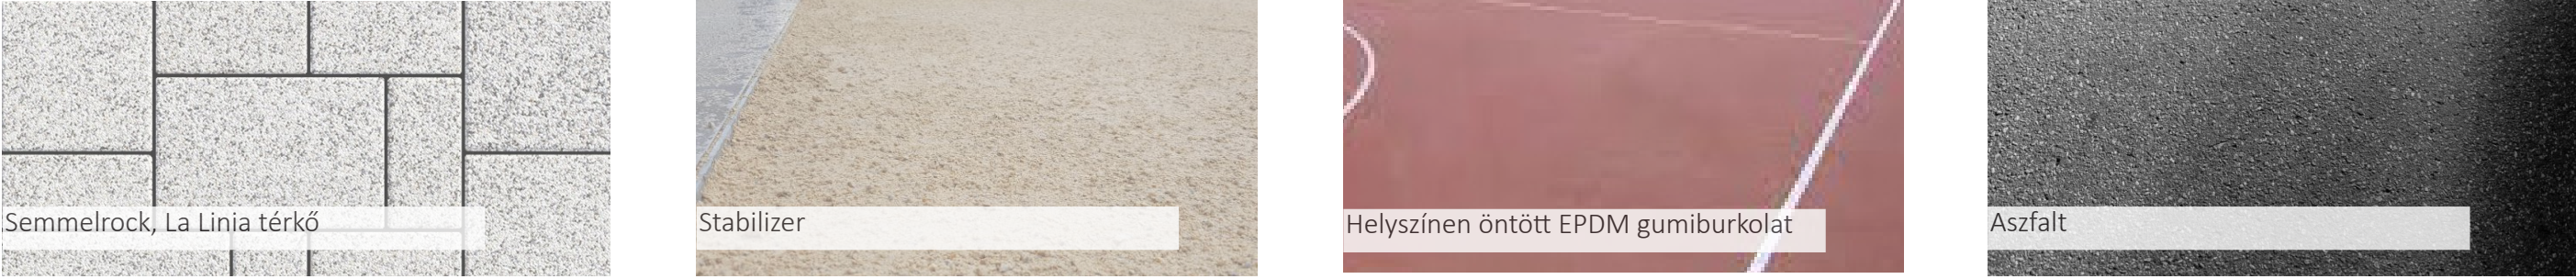 Semmelrock, La Linia térkő
Stabilizer
Helyszínen öntött EPDM gumiburkolat
Aszfalt